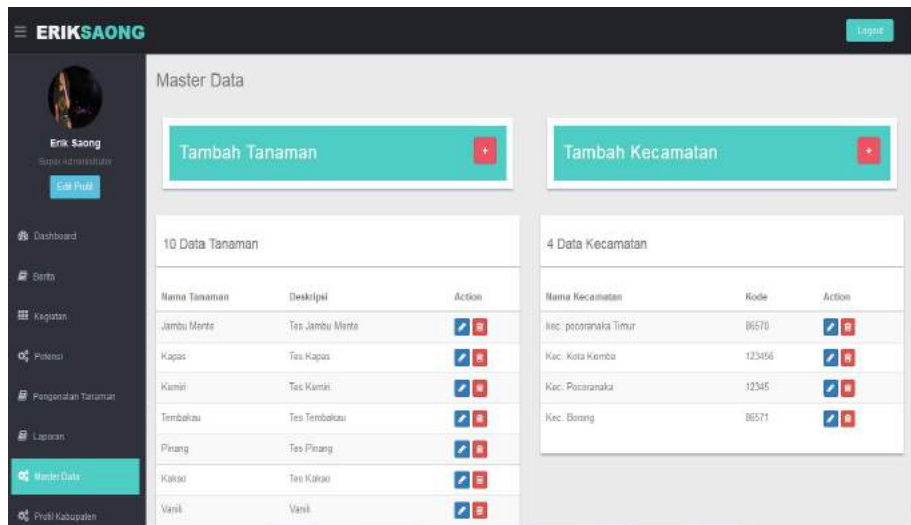 ERIKSAONG
Logout
Erik Saong
Super Administrator
Edit Profil
Dashboard
Berita
Kegiatan
Potensi
Pengenalan Tanaman
Laporan
Master Data
Profil Kabupaten
Master Data
Tambah Tanaman +
Tambah Kecamatan +
10 Data Tanaman
Nama Tanaman Deskripsi Action
Jambu Mente Tes Jambu Mente
Kapas Tes Kapas
Kemiri Tes Kemiri
Tembakau Tes Tembakau
Pinang Tes Pinang
Kakao Tes Kakao
Vanili Vanili
4 Data Kecamatan
Nama Kecamatan Kode Action
kec. pocoranaka Timur 86570
Kec. Kota Komba 123456
Kec. Pocoranaka 12345
Kec. Borong 86571